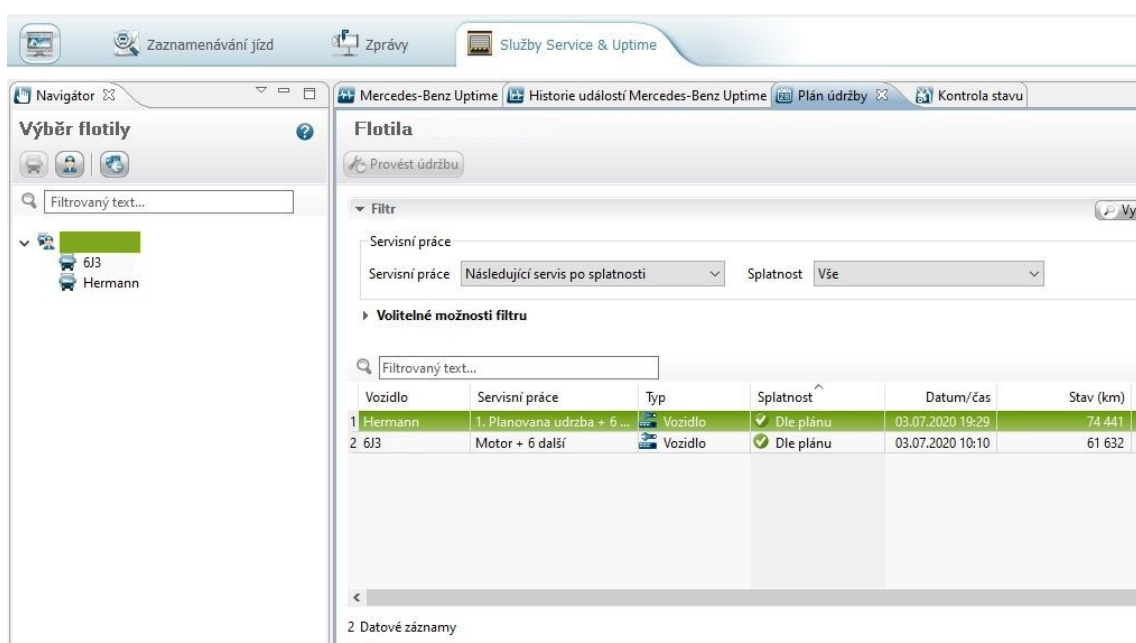 Zaznamenávání jízd Zprávy Služby Service & Uptime
Navigátor
Výběr flotily
Filtrovaný text...
6J3
Hermann
Mercedes-Benz Uptime Historie událostí Mercedes-Benz Uptime Plán údržby Kontrola stavu
Flotila
Provést údržbu
Filtr
Servisní práce
Servisní práce Následující servis po splatnosti Splatnost Vše
Volitelné možnosti filtru
Filtrovaný text...
Vozidlo Servisní práce Typ Splatnost Datum/čas Stav (km)
1 Hermann 1. Planovana udrzba + 6 ... Vozidlo Dle plánu 03.07.2020 19:29 74 441
2 6J3 Motor + 6 další Vozidlo Dle plánu 03.07.2020 10:10 61 632
2 Datové záznamy